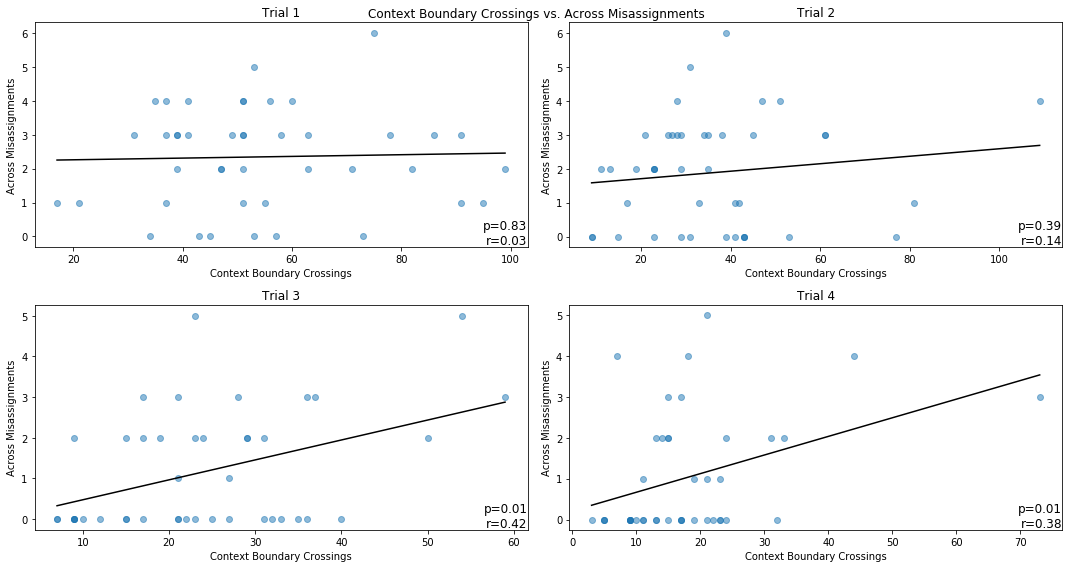 Context Boundary Crossings vs. Across Misassignments
Trial 1
6
5
4
3
2
1
0
Across Misassignments
20 40 60 80 100
Context Boundary Crossings
p=0.83
r=0.03
Trial 2
6
5
4
3
2
1
0
Across Misassignments
20 40 60 80 100
Context Boundary Crossings
p=0.39
r=0.14
Trial 3
5
4
3
2
1
0
Across Misassignments
10 20 30 40 50 60
Context Boundary Crossings
p=0.01
r=0.42
Trial 4
5
4
3
2
1
0
Across Misassignments
0 10 20 30 40 50 60 70
Context Boundary Crossings
p=0.01
r=0.38